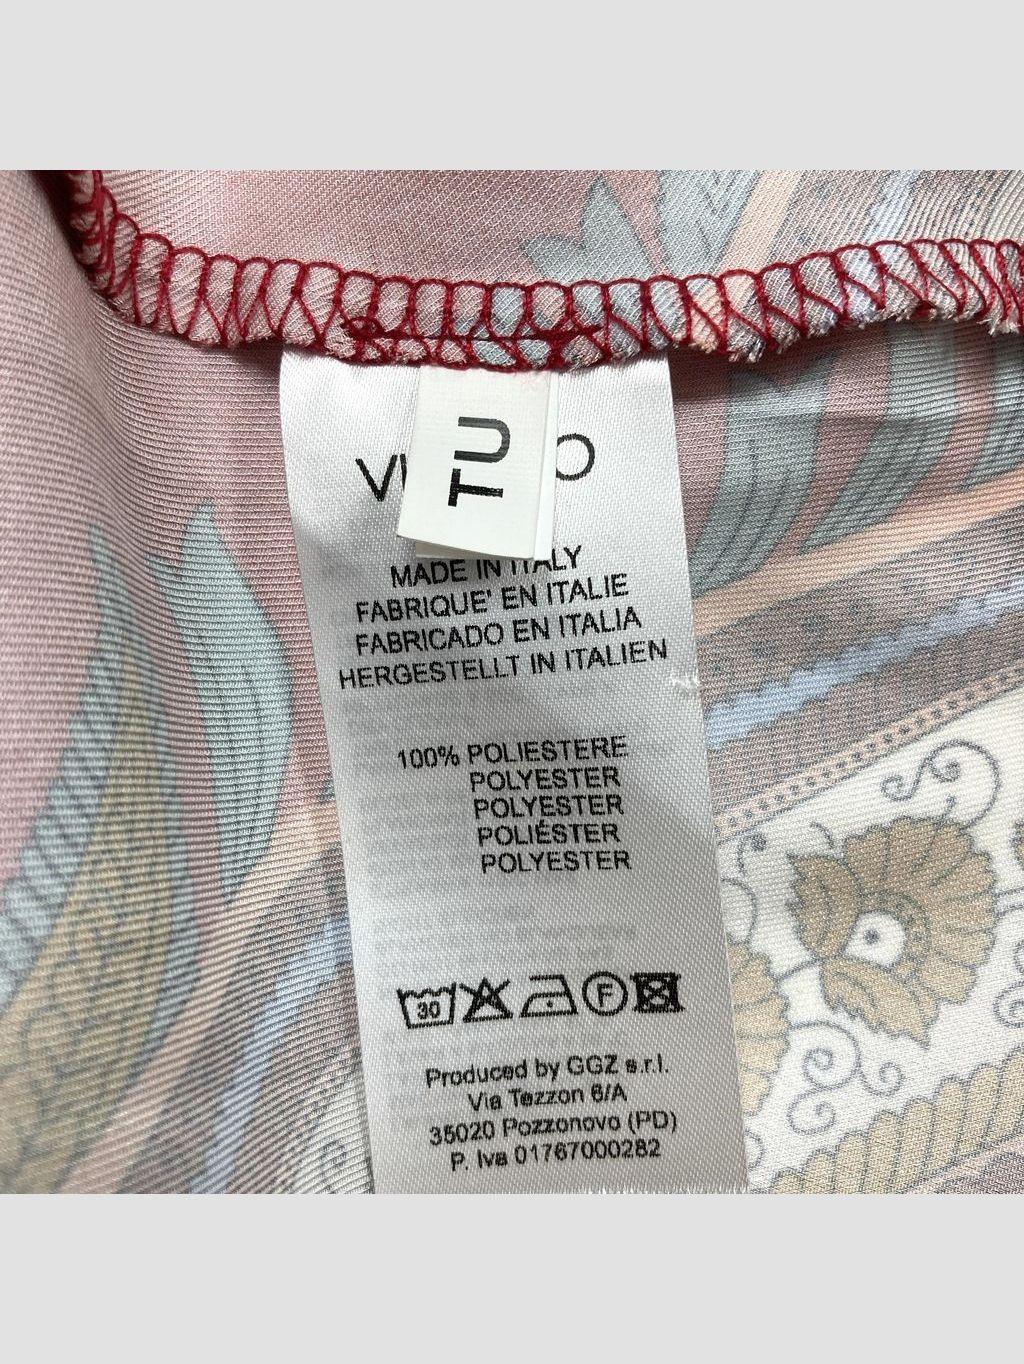 TU
MADE IN ITALY
FABRIQUE' EN ITALIE
FABRICADO EN ITALIA
HERGESTELLT IN ITALIEN
100% POLIESTERE
POLYESTER
POLYESTER
POLIÉSTER
POLYESTER
30
F
Produced by GGZ s.r.l.
Via Tezzon 6/A
35020 Pozzonovo (PD)
P. Iva 01767000282